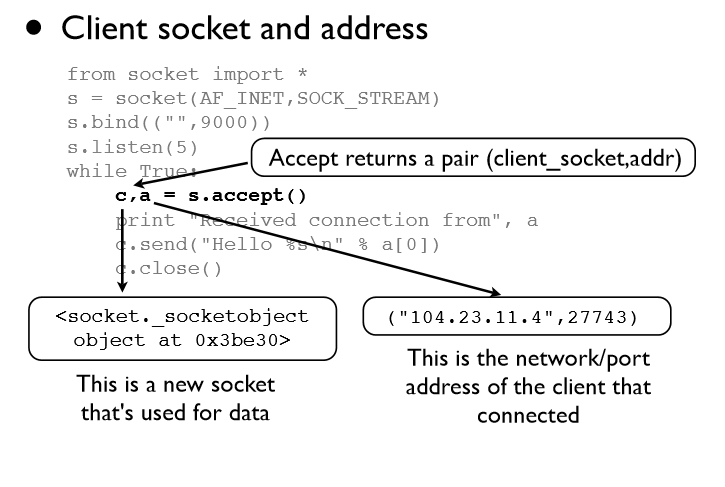 • Client socket and address
from socket import *
s = socket(AF_INET,SOCK_STREAM)
s.bind(("",9000))
s.listen(5)
Accept returns a pair (client_socket,addr)
while True:
c,a = s.accept()
print "Received connection from", a
c.send("Hello %s\n" % a[0])
c.close()
<socket._socketobject
object at 0x3be30>
This is a new socket
that's used for data
("104.23.11.4",27743)
This is the network/port
address of the client that
connected